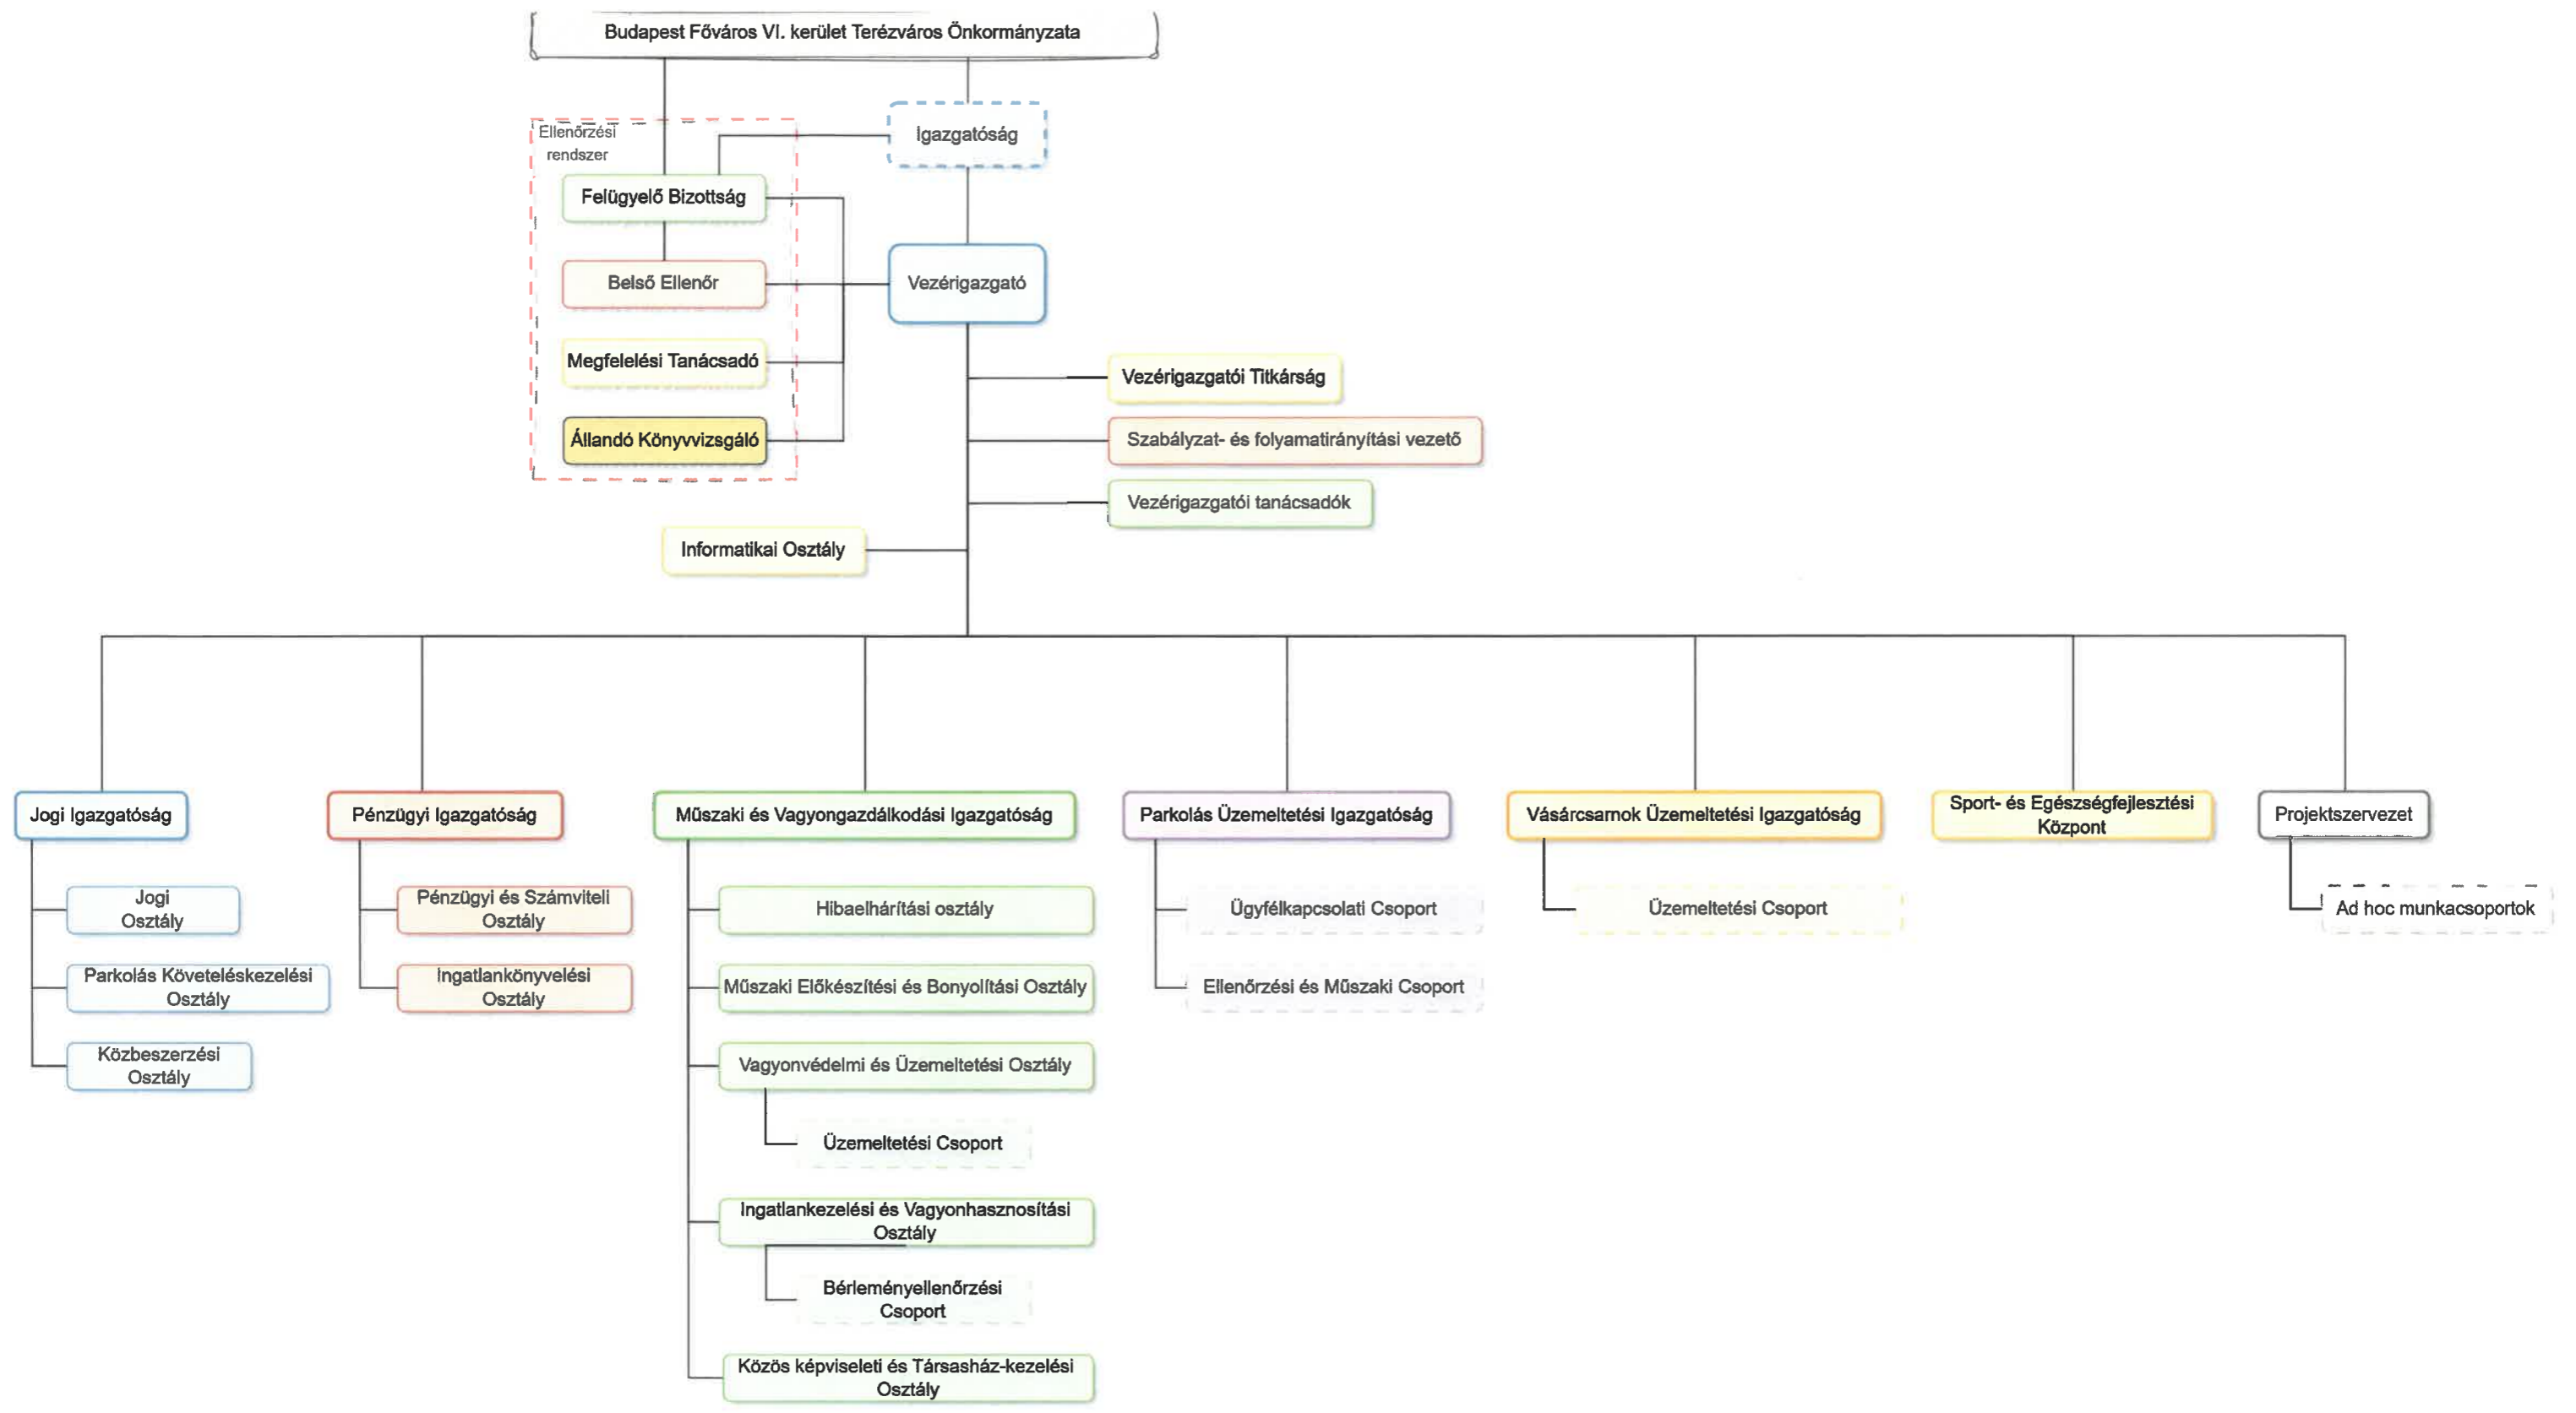 Budapest Főváros VI. kerület Terézváros Önkormányzata
Igazgatóság
Ellenőrzési
rendszer
Felügyelő Bizottság
Belső Ellenőr
Vezérigazgató
Megfelelési Tanácsadó
Állandó Könyvvizsgáló
Vezérigazgatói Titkárság
Szabályzat- és folyamatirányítási vezető
Vezérigazgatói tanácsadók
Informatikai Osztály
Jogi Igazgatóság
Jogi
Osztály
Parkolás Követeléskezelési
Osztály
Közbeszerzési
Osztály
Pénzügyi Igazgatóság
Pénzügyi és Számviteli
Osztály
Ingatlankönyvelési
Osztály
Műszaki és Vagyongazdálkodási Igazgatóság
Hibaelhárítási osztály
Műszaki Előkészítési és Bonyolítási Osztály
Vagyonvédelmi és Üzemeltetési Osztály
Üzemeltetési Csoport
Ingatlankezelési és Vagyonhasznosítási
Osztály
Bérleményellenőrzési
Csoport
Közös képviseleti és Társasház-kezelési
Osztály
Parkolás Üzemeltetési Igazgatóság
Ügyfélkapcsolati Csoport
Ellenőrzési és Műszaki Csoport
Vásárcsarnok Üzemeltetési Igazgatóság
Üzemeltetési Csoport
Sport- és Egészségfejlesztési
Központ
Projektszervezet
Ad hoc munkacsoportok